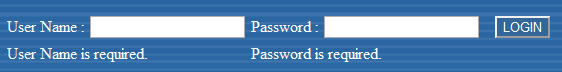 User Name : Password : LOGIN
User Name is required. Password is required.